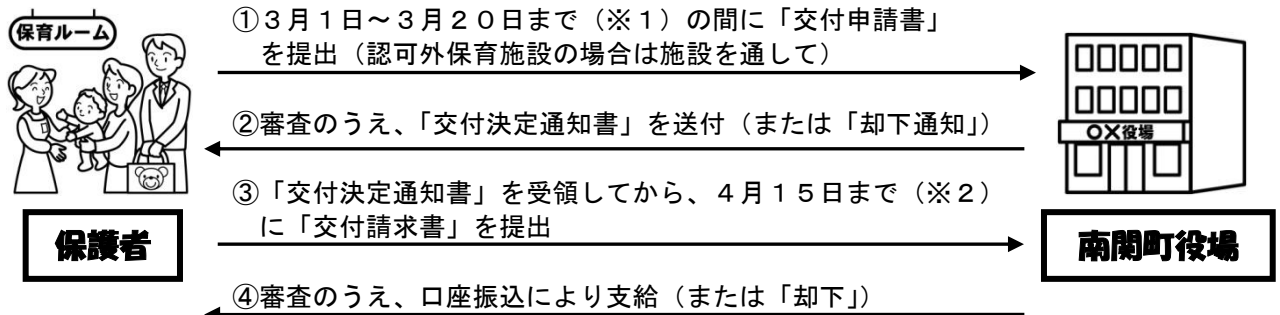 保育ルーム
①3月1日~3月20日まで(※1)の間に「交付申請書」
を提出(認可外保育施設の場合は施設を通して)
②審査のうえ、「交付決定通知書」を送付(または「却下通知」)
○×役場
③「交付決定通知書」を受領してから、4月15日まで(※2)
に「交付請求書」を提出
保護者
南関町役場
④審査のうえ、口座振込により支給(または「却下」)